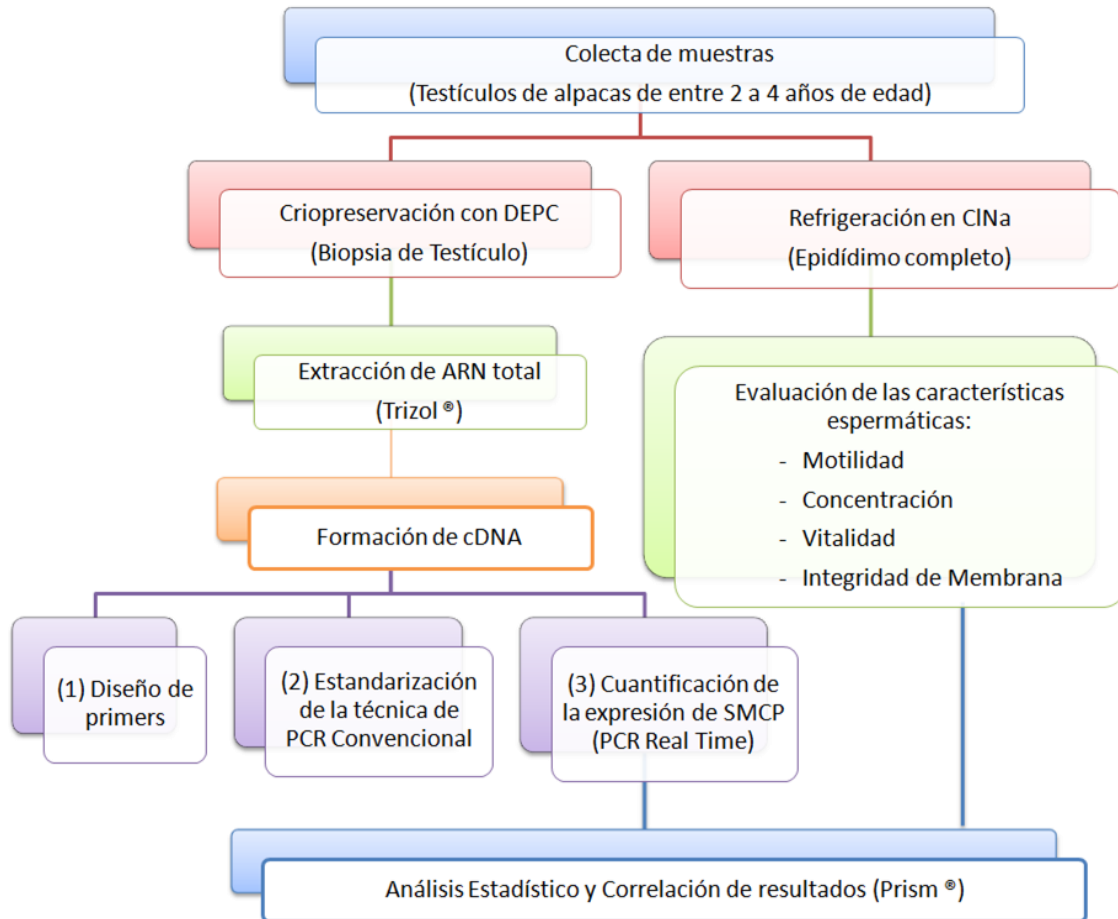 Colecta de muestras
(Testículos de alpacas de entre 2 a 4 años de edad)
Criopreservación con DEPC
(Biopsia de Testículo)
Refrigeración en ClNa
(Epidídimo completo)
Extracción de ARN total
(Trizol ®)
Evaluación de las características
espermáticas:
- Motilidad
- Concentración
- Vitalidad
- Integridad de Membrana
Formación de cDNA
(1) Diseño de
primers
(2) Estandarización
de la técnica de
PCR Convencional
(3) Cuantificación de
la expresión de SMCP
(PCR Real Time)
Análisis Estadístico y Correlación de resultados (Prism ®)